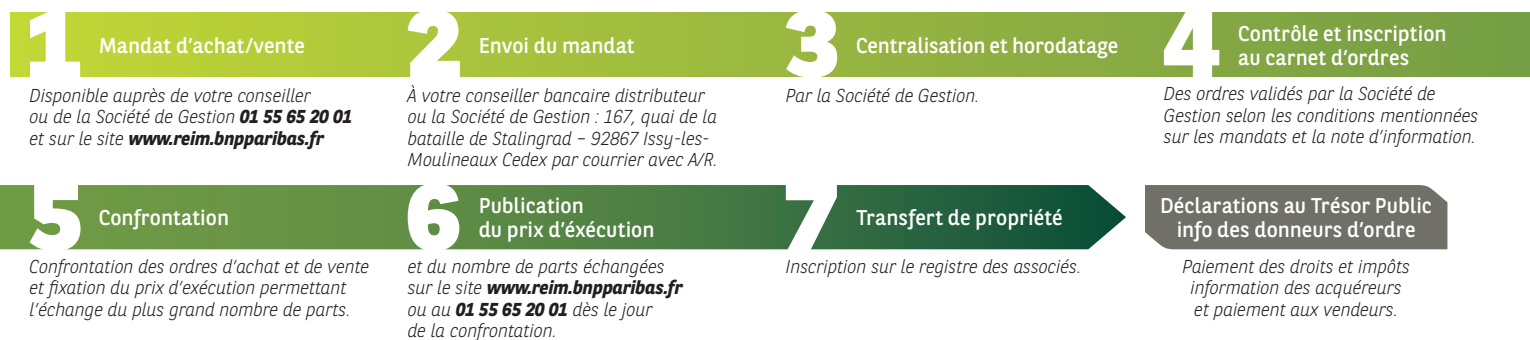 1 Mandat d'achat/vente
Disponible auprès de votre conseiller
ou de la Société de Gestion 01 55 65 20 01
et sur le site www.reim.bnpparibas.fr
2 Envoi du mandat
À votre conseiller bancaire distributeur
ou la Société de Gestion : 167, quai de la
bataille de Stalingrad – 92867 Issy-les-
Moulineaux Cedex par courrier avec A/R.
3 Centralisation et horodatage
Par la Société de Gestion.
4 Contrôle et inscription
au carnet d'ordres
Des ordres validés par la Société de
Gestion selon les conditions mentionnées
sur les mandats et la note d'information.
5 Confrontation
Confrontation des ordres d'achat et de vente
et fixation du prix d'exécution permettant
l'échange du plus grand nombre de parts.
6 Publication
du prix d'éxécution
et du nombre de parts échangées
sur le site www.reim.bnpparibas.fr
ou au 01 55 65 20 01 dès le jour
de la confrontation.
7 Transfert de propriété
Inscription sur le registre des associés.
Déclarations au Trésor Public
info des donneurs d'ordre
Paiement des droits et impôts
information des acquéreurs
et paiement aux vendeurs.